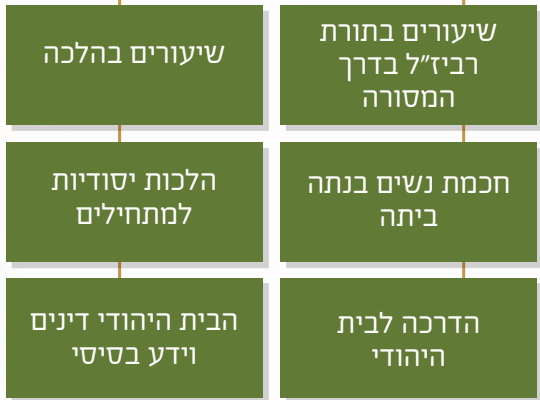 שיעורים בתורת
רביז״ל בדרך
המסורה
שיעורים בהלכה
חכמת נשים בנתה
ביתה
הלכות יסודיות
למתחילים
הדרכה לבית
היהודי
הבית היהודי דינים
וידע בסיסי